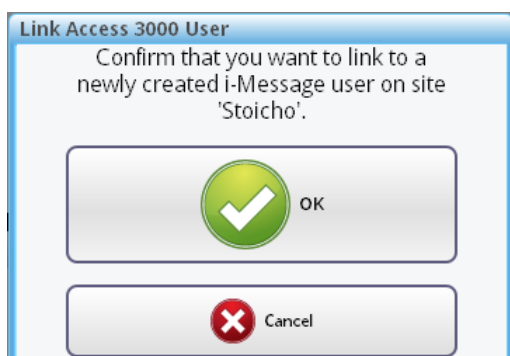 Link Access 3000 User
Confirm that you want to link to a
newly created i-Message user on site
'Stoicho'.
OK
Cancel